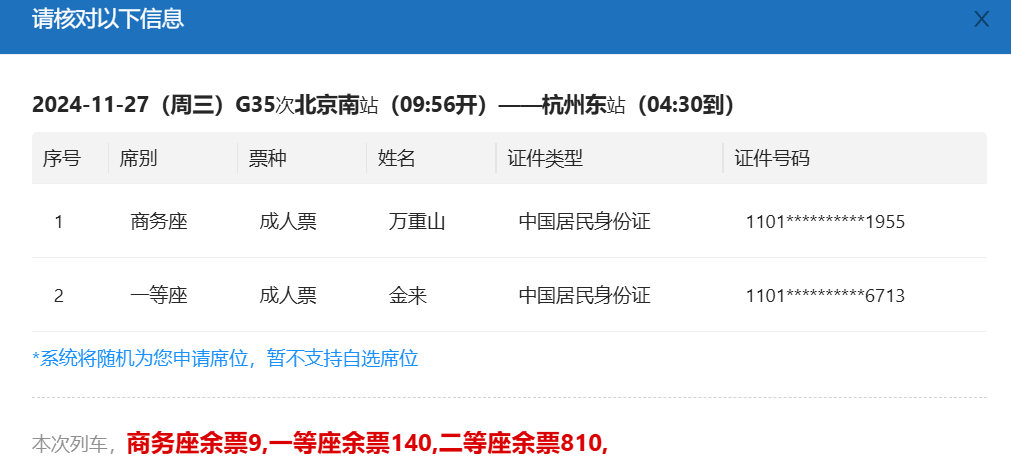 请核对以下信息 X
2024-11-27（周三）G35次北京南站（09:56开）——杭州东站（04:30到）
序号 席别 票种 姓名 证件类型 证件号码
1 商务座 成人票 万重山 中国居民身份证 1101**********1955
2 一等座 成人票 金来 中国居民身份证 1101**********6713
*系统将随机为您申请席位，暂不支持自选席位
本次列车，商务座余票9,一等座余票140,二等座余票810,